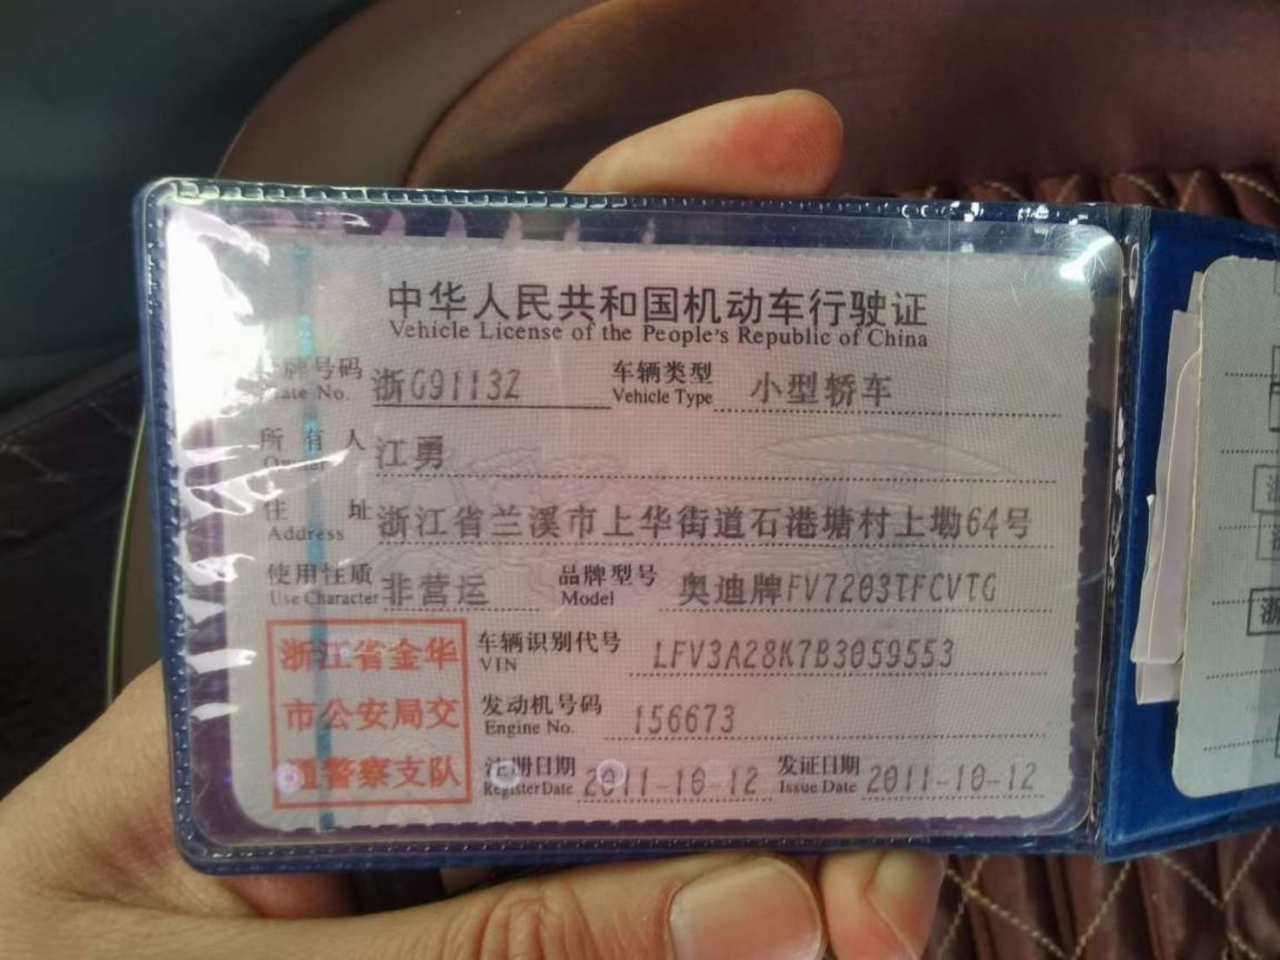 中华人民共和国机动车行驶证
Vehicle License of the People's Republic of China
牌号码 浙G9113Z 车辆类型 小型轿车
No. Vehicle Type
所有人 江勇
Owner
住址 浙江省兰溪市上华街道石港塘村上坳64号
Address
使用性质 非营运 品牌型号 奥迪牌FV7203TFCVTG
Use Character Model
浙江省金华
市公安局交
通警察支队
车辆识别代号 LFV3A28K7B3059553
VIN
发动机号码 156673
Engine No.
注册日期 2011-10-12 发证日期 2011-10-12
Register Date Issue Date
浙